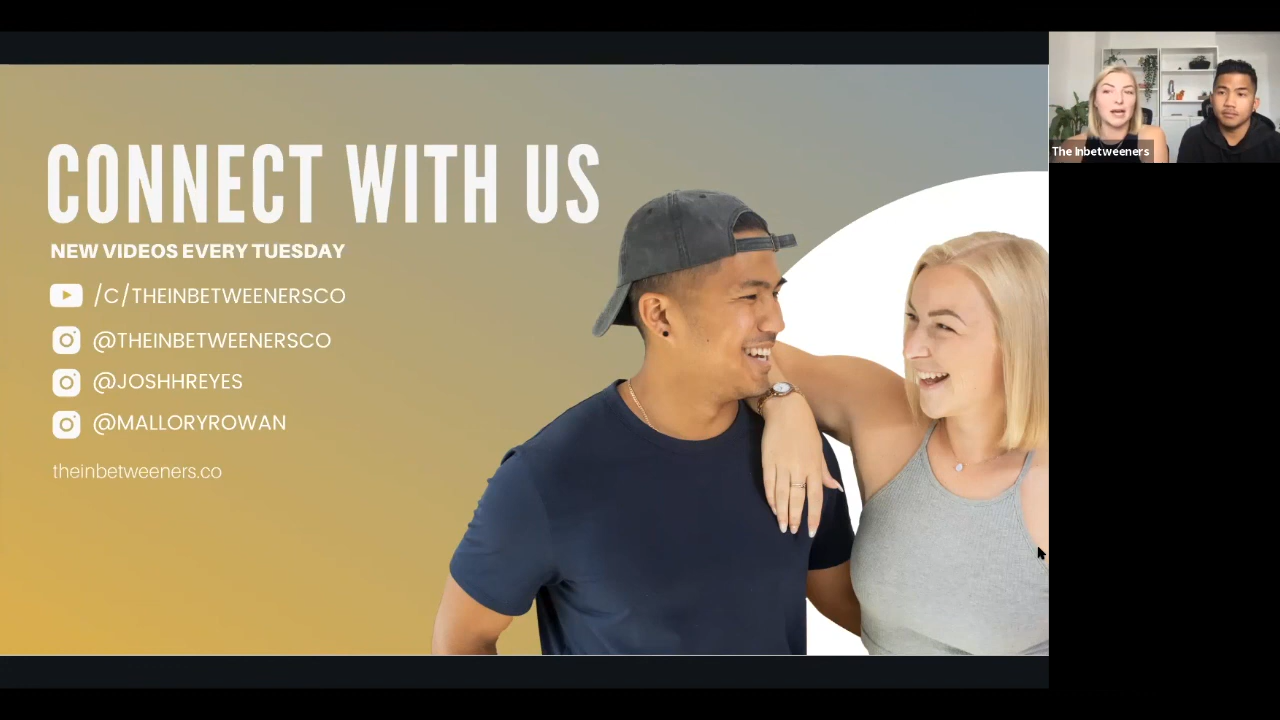 CONNECT WITH US
NEW VIDEOS EVERY TUESDAY
/C/THEINBETWEENERSCO
@THEINBETWEENERSCO
@JOSHHREYES
@MALLORYROWAN
theinbetweeners.co
The Inbetweeners